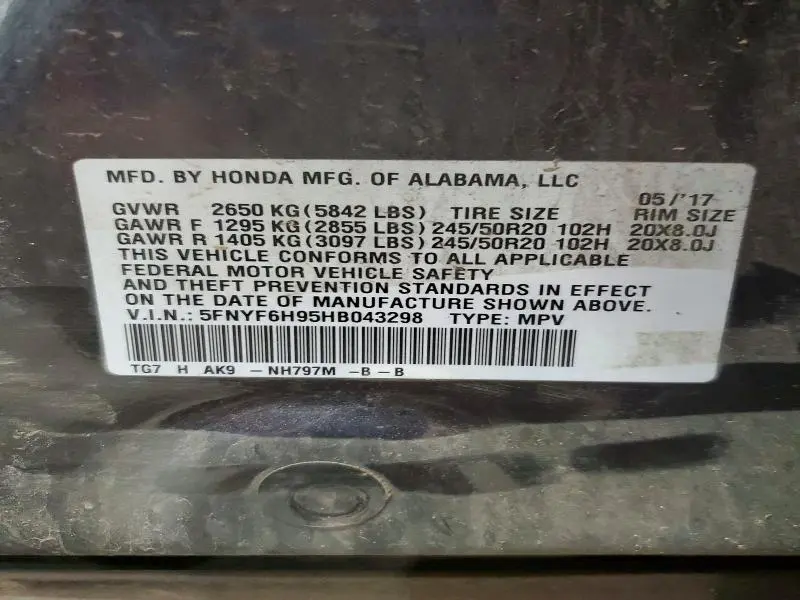 MFD. BY HONDA MFG. OF ALABAMA, LLC
05/'17
GVWR 2650 KG(5842 LBS) TIRE SIZE RIM SIZE
GAWR F 1295 KG(2855 LBS)245/50R20 102H 20X8.0J
GAWR R 1405 KG(3097 LBS)245/50R20 102H 20X8.0J
THIS VEHICLE CONFORMS TO ALL APPLICABLE
FEDERAL MOTOR VEHICLE SAFETY
AND THEFT PREVENTION STANDARDS IN EFFECT
ON THE DATE OF MANUFACTURE SHOWN ABOVE.
V.I.N.: 5FNYF6H95HB043298 TYPE: MPV
TG7 H AK9 -NH797M -B-B